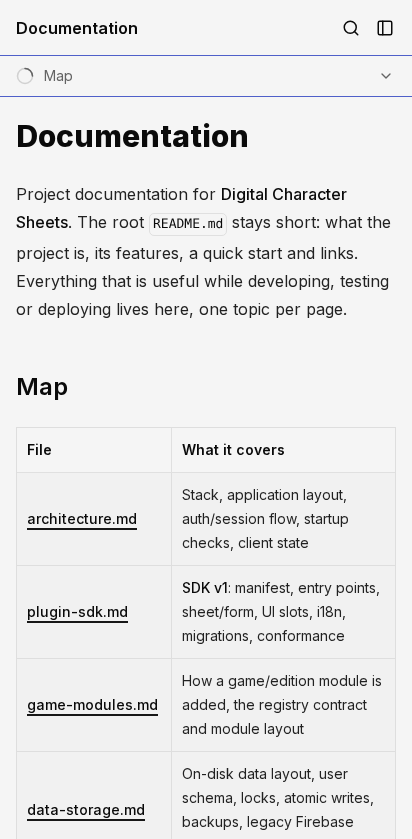 Documentation
Map
Documentation
Project documentation for Digital Character
Sheets. The root README.md stays short: what the
project is, its features, a quick start and links.
Everything that is useful while developing, testing
or deploying lives here, one topic per page.
Map
File
What it covers
architecture.md
Stack, application layout,
auth/session flow, startup
checks, client state
plugin-sdk.md
SDK v1: manifest, entry points,
sheet/form, UI slots, i18n,
migrations, conformance
game-modules.md
How a game/edition module is
added, the registry contract
and module layout
data-storage.md
On-disk data layout, user
schema, locks, atomic writes,
backups, legacy Firebase